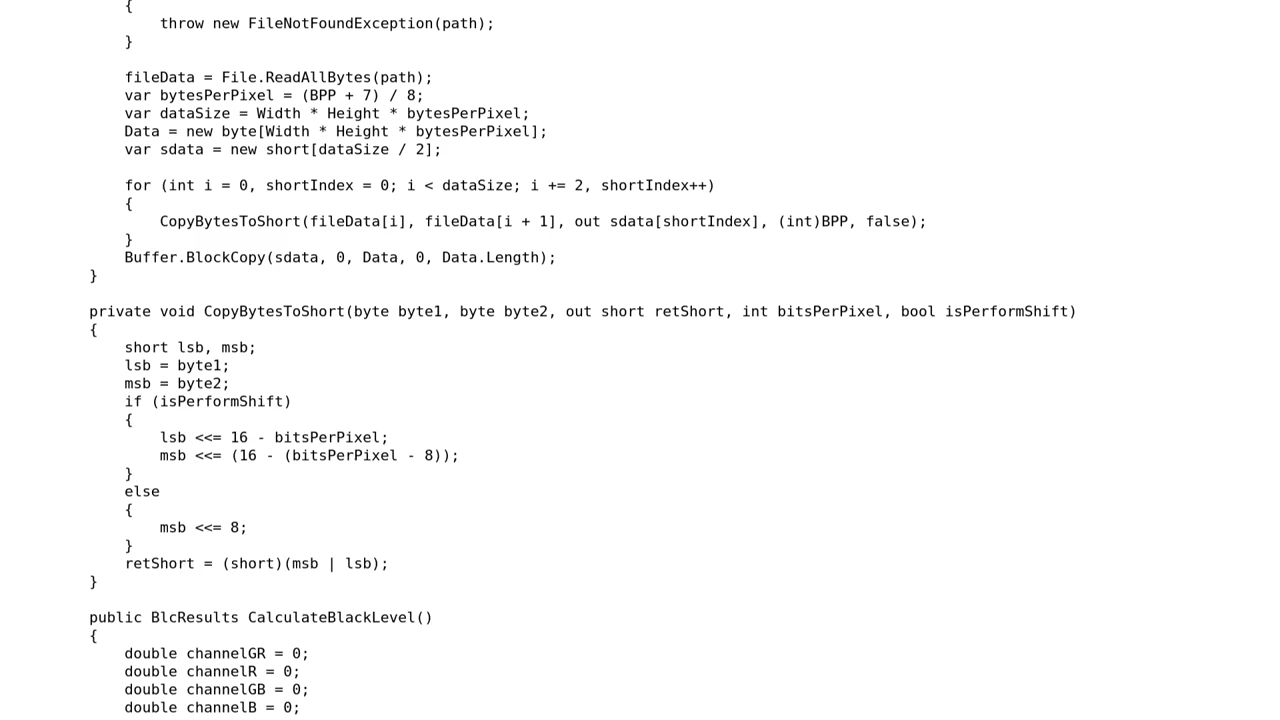 {
throw new FileNotFoundException(path);
}
fileData = File.ReadAllBytes(path);
var bytesPerPixel = (BPP + 7) / 8;
var dataSize = Width * Height * bytesPerPixel;
Data = new byte[Width * Height * bytesPerPixel];
var sdata = new short[dataSize / 2];
for (int i = 0, shortIndex = 0; i < dataSize; i += 2, shortIndex++)
{
CopyBytesToShort(fileData[i], fileData[i + 1], out sdata[shortIndex], (int)BPP, false);
}
Buffer.BlockCopy(sdata, 0, Data, 0, Data.Length);
}
private void CopyBytesToShort(byte byte1, byte byte2, out short retShort, int bitsPerPixel, bool isPerformShift)
{
short lsb, msb;
lsb = byte1;
msb = byte2;
if (isPerformShift)
{
lsb <<= 16 - bitsPerPixel;
msb <<= (16 - (bitsPerPixel - 8));
}
else
{
msb <<= 8;
}
retShort = (short)(msb | lsb);
}
public BlcResults CalculateBlackLevel()
{
double channelGR = 0;
double channelR = 0;
double channelGB = 0;
double channelB = 0;